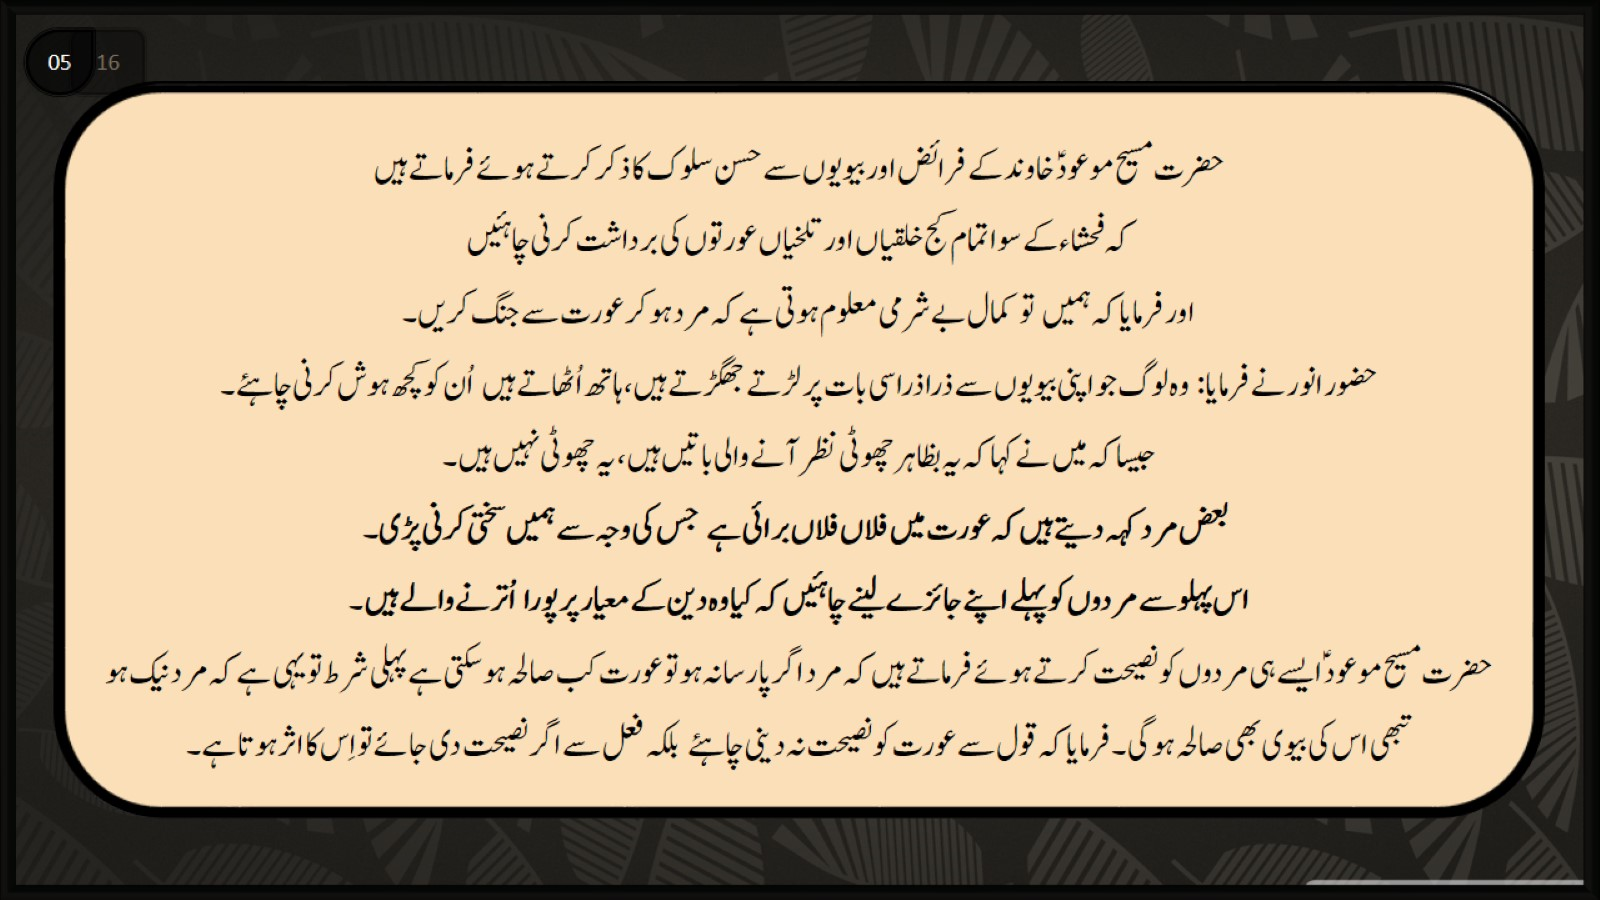 05 16
حضرت مسیح موعودؑ خاوند کے فرائض اور بیویوں سے حسن سلوک کا ذکر کرتے ہوئے فرماتے ہیں
کہ فحشاء کے سوا تمام کج خلقیاں اور تلخیاں عورتوں کی برداشت کرنی چاہئیں
اور فرمایا کہ ہمیں تو کمال بے شرمی معلوم ہوتی ہے کہ مرد ہو کر عورت سے جنگ کریں۔
حضور انور نے فرمایا: وہ لوگ جو اپنی بیویوں سے ذرا ذرا سی بات پر لڑتے جھگڑتے ہیں، ہاتھ اُٹھاتے ہیں اُن کو کچھ ہوش کرنی چاہئے۔
جیسا کہ میں نے کہا کہ یہ بظاہر چھوٹی نظر آنے والی باتیں ہیں، یہ چھوٹی نہیں ہیں۔
بعض مرد کہہ دیتے ہیں کہ عورت میں فلاں فلاں برائی ہے جس کی وجہ سے ہمیں سختی کرنی پڑی۔
اس پہلو سے مردوں کو پہلے اپنے جائزے لینے چاہئیں کہ کیا وہ دین کے معیار پر پورا اُترنے والے ہیں۔
حضرت مسیح موعودؑ ایسے ہی مردوں کو نصیحت کرتے ہوئے فرماتے ہیں کہ مرد اگر پارسا نہ ہو تو عورت کب صالحہ ہو سکتی ہے پہلی شرط تو یہی ہے کہ مرد نیک ہو
تبھی اس کی بیوی بھی صالحہ ہو گی۔ فرمایا کہ قول سے عورت کو نصیحت نہ دینی چاہئے بلکہ فعل سے اگر نصیحت دی جائے تو اِس کا اثر ہوتا ہے۔